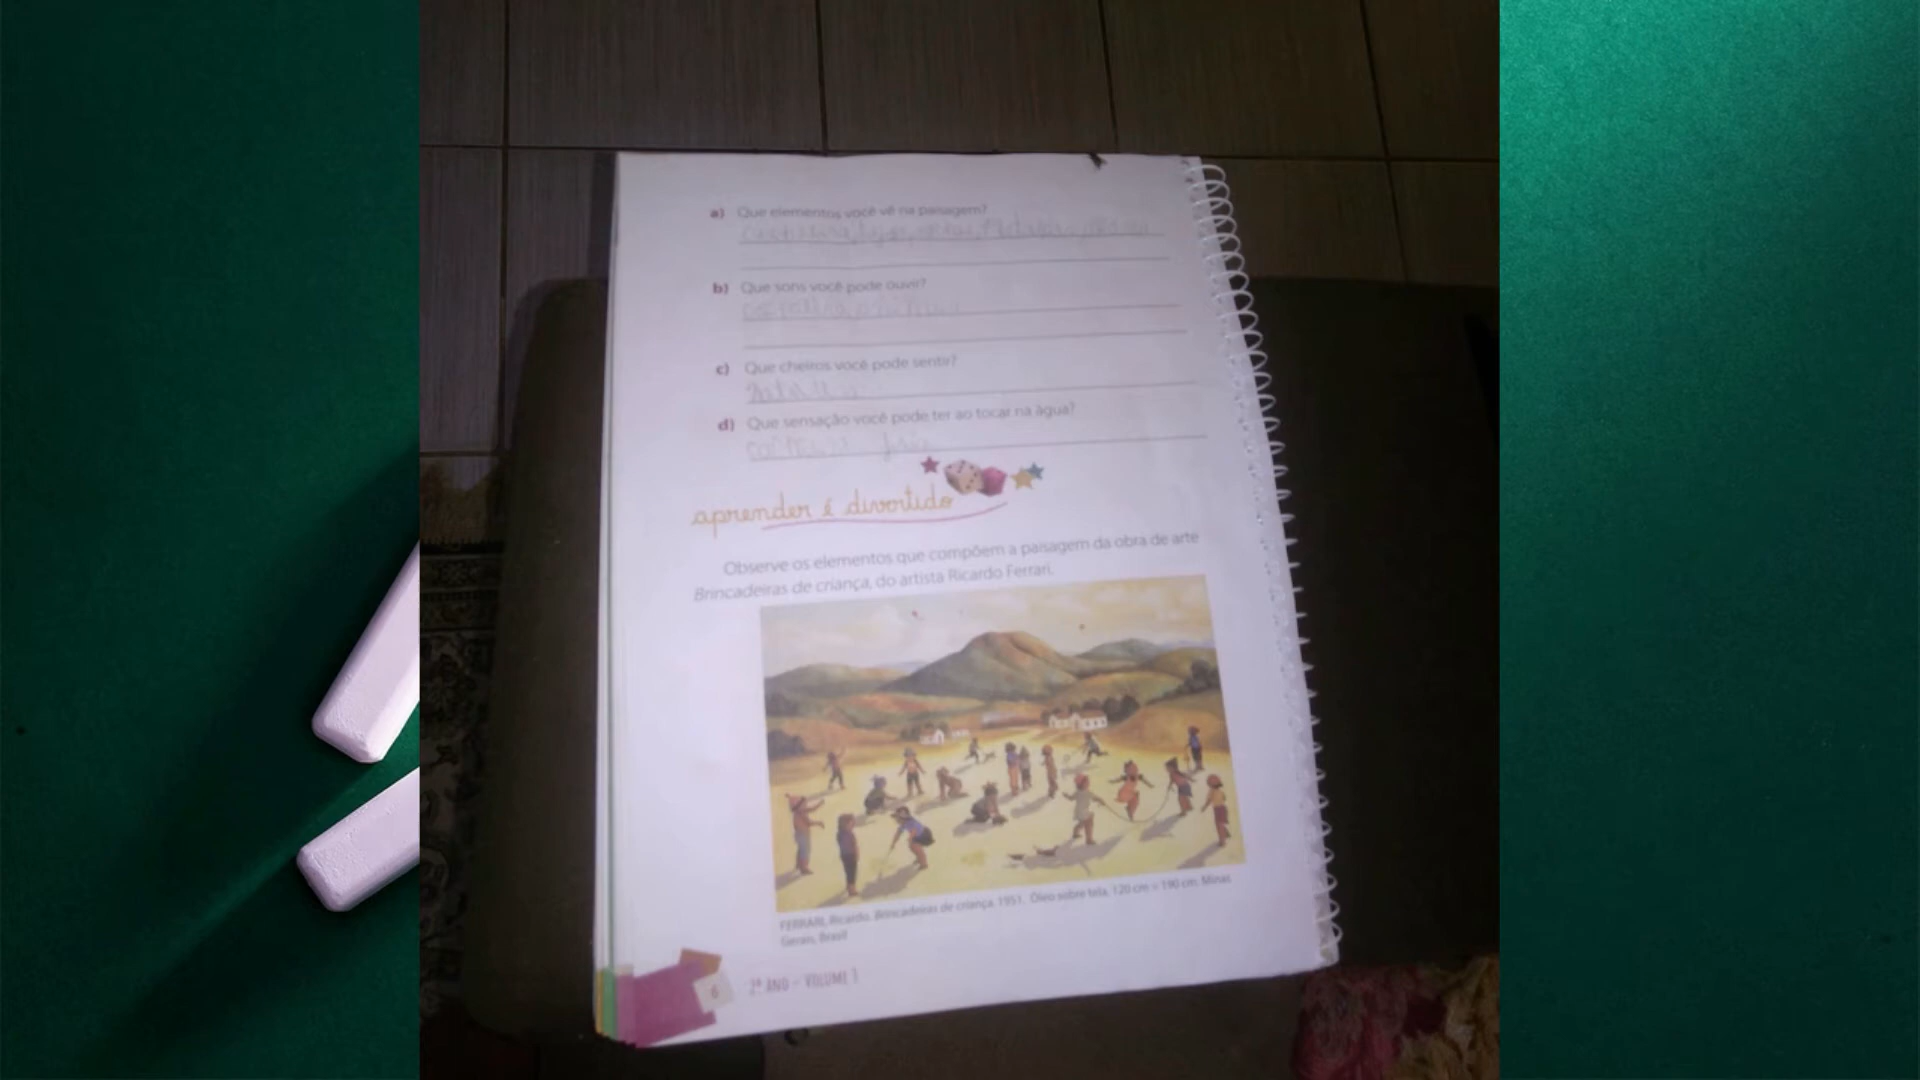 a) Que elementos você vê na paisagem?
b) Que sons você pode ouvir?
c) Que cheiros você pode sentir?
d) Que sensação você pode ter ao tocar na água?
aprender é divertido
Observe os elementos que compõem a paisagem da obra de arte
Brincadeiras de criança, do artista Ricardo Ferrari.
FERRARI, Ricardo. Brincadeiras de criança, 1951. Óleo sobre tela, 120 cm × 190 cm. Minas
Gerais, Brasil
6 2º ANO - VOLUME 1